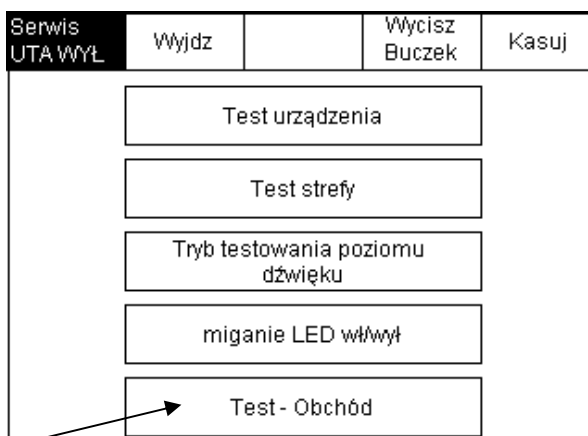 Serwis
UTA WYŁ
Wyjdz
Wycisz
Buczek
Kasuj
Test urządzenia
Test strefy
Tryb testowania poziomu
dźwięku
miganie LED wł/wył
Test - Obchód